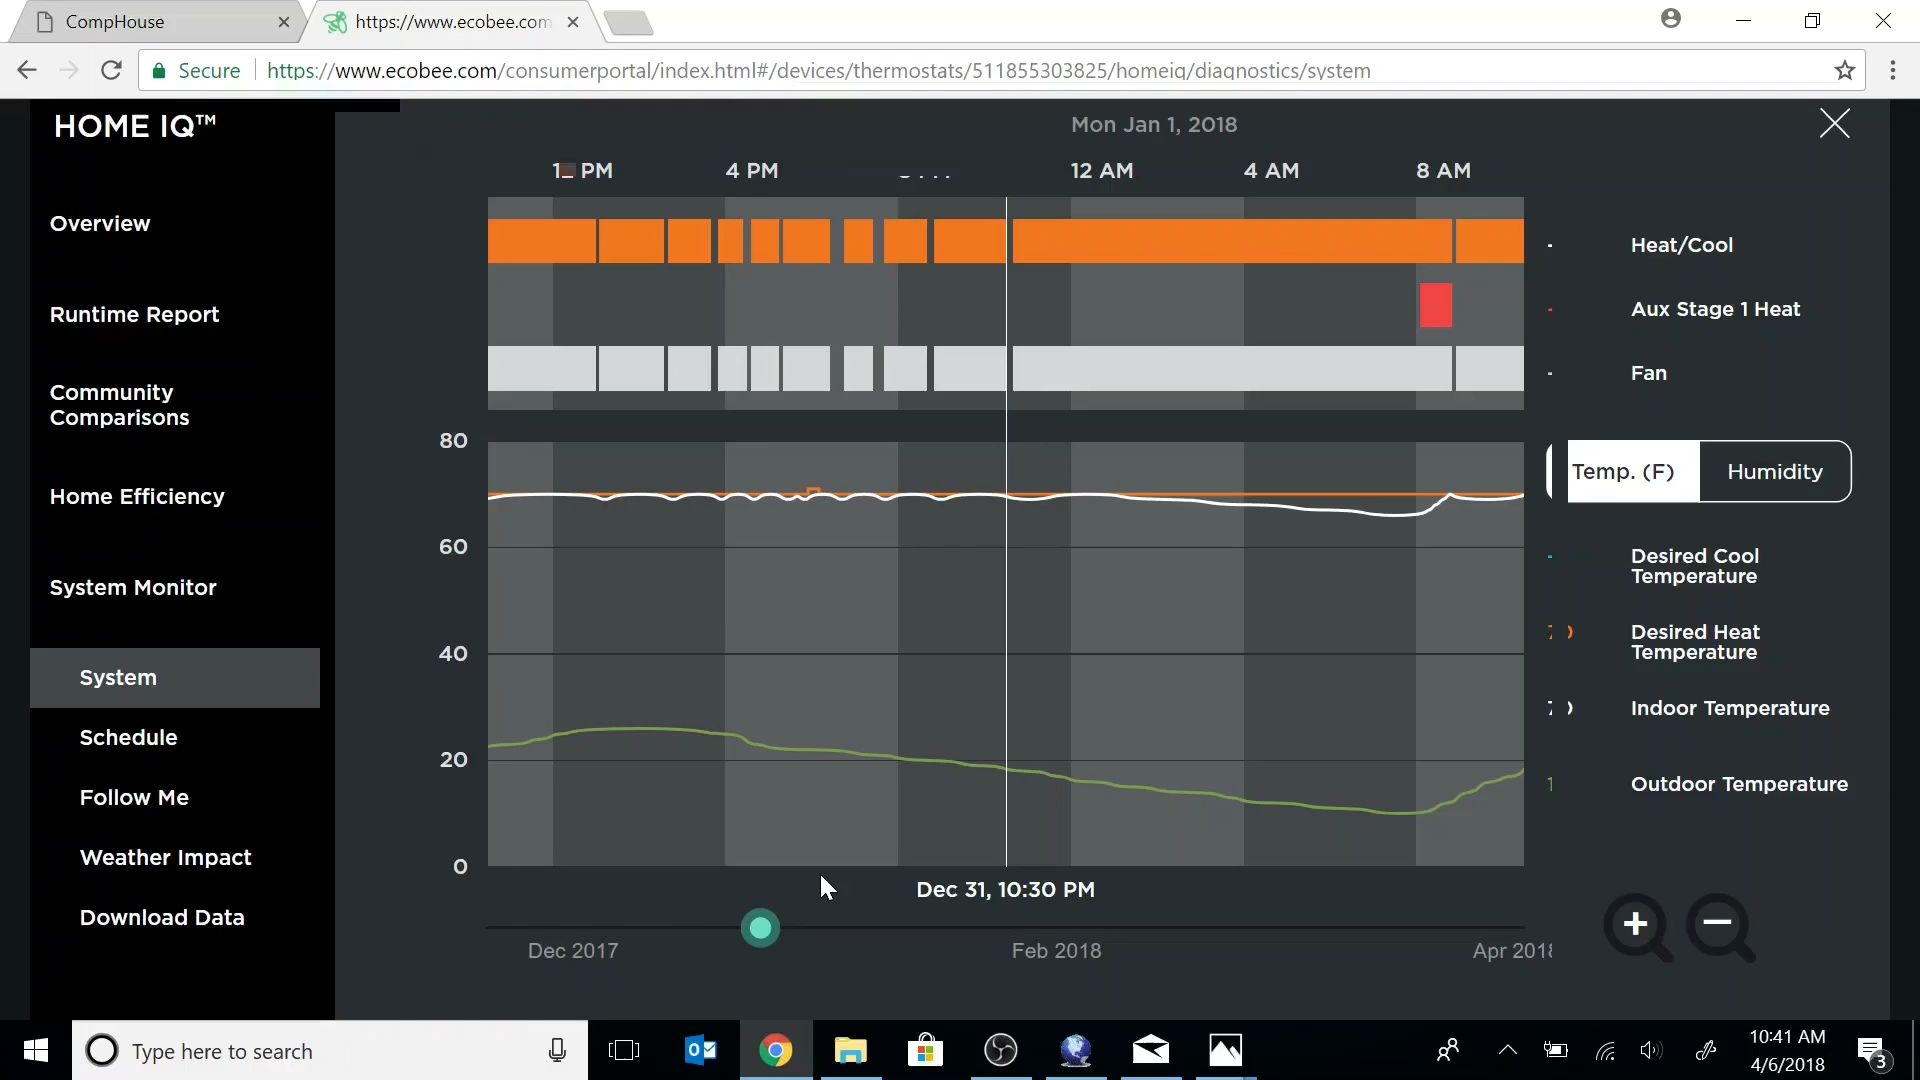 CompHouse
https://www.ecobee.com
Secure
https://www.ecobee.com/consumerportal/index.html#/devices/thermostats/511855303825/homeiq/diagnostics/system
HOME IQ™
Mon Jan 1, 2018
PM
4 PM
12 AM
4 AM
8 AM
Overview
Runtime Report
Community
Comparisons
Home Efficiency
System Monitor
System
Schedule
Follow Me
Weather Impact
Download Data
Heat/Cool
Aux Stage 1 Heat
Fan
80
60
40
20
0
Temp. (F)
Humidity
Desired Cool
Temperature
Desired Heat
Temperature
Indoor Temperature
Outdoor Temperature
Dec 31, 10:30 PM
Dec 2017
Feb 2018
Apr
Type here to search
10:41 AM
4/6/2018
3